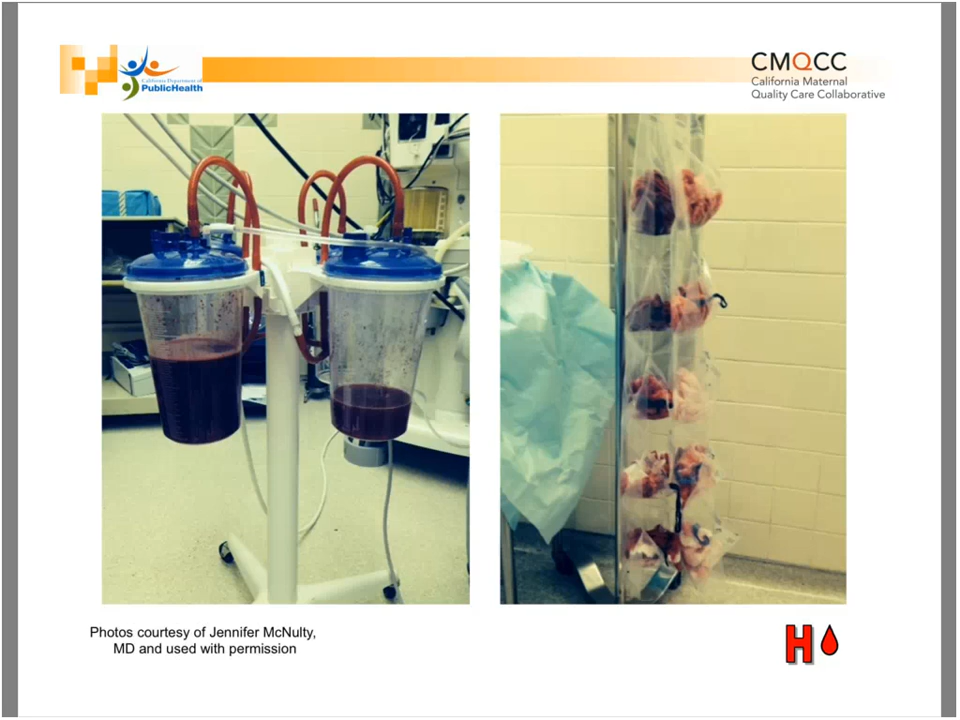 California Department of
PublicHealth
CMQCC
California Maternal
Quality Care Collaborative
Photos courtesy of Jennifer McNulty,
MD and used with permission
H